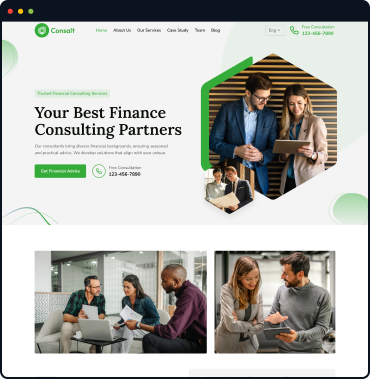 Consalt
Home About Us Our Services Case Study Team Blog
Eng
Free Consultation
123-456-7890
Trusted Financial Consulting Services
Your Best Finance
Consulting Partners
Our consultants bring diverse financial backgrounds, ensuring seasoned
and practical advice. We develop solutions that align with your unique.
Get Financial Advice
Free Consultation
123-456-7890